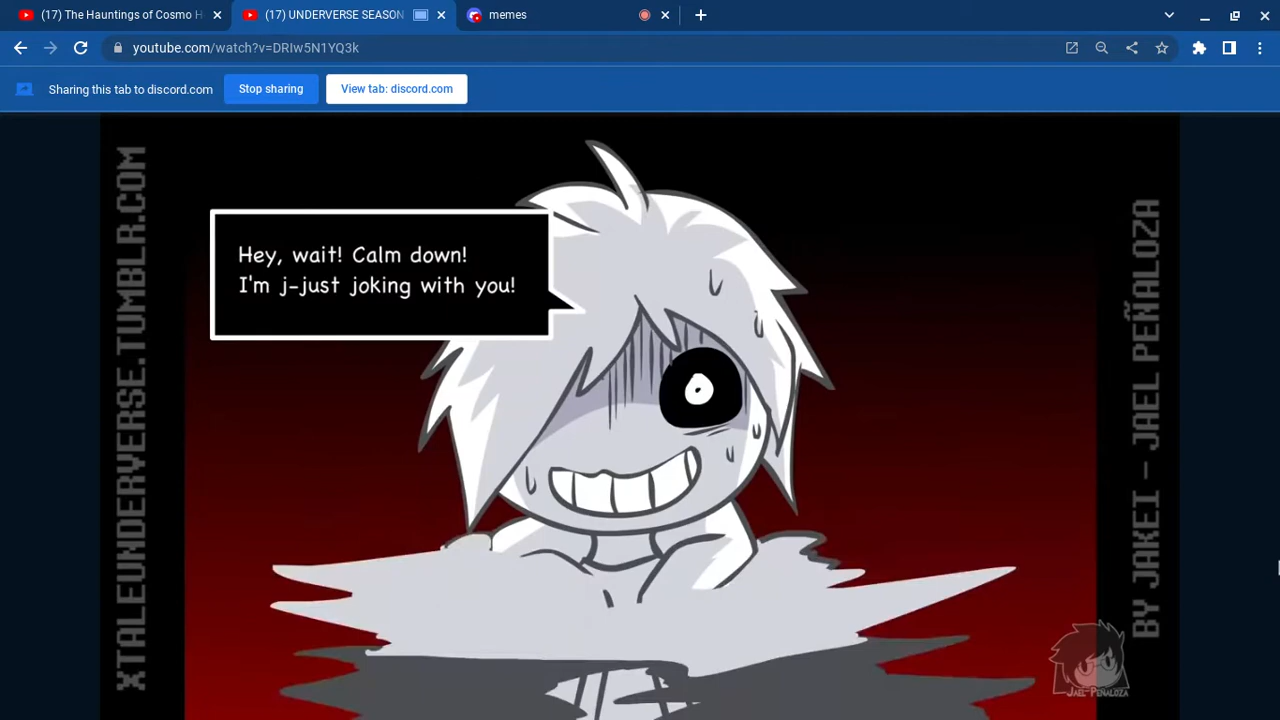 (17) The Hauntings of Cosmo H
(17) UNDERVERSE SEASON
memes
youtube.com/watch?v=DRIw5N1YQ3k
Sharing this tab to discord.com
Stop sharing
View tab: discord.com
XTALEUNDERVERSE.TUMBLR.COM
Hey, wait! Calm down!
I'm j-just joking with you!
BY JAKEI - JAEL PEÑALOZA
JAEL-PEÑALOZA